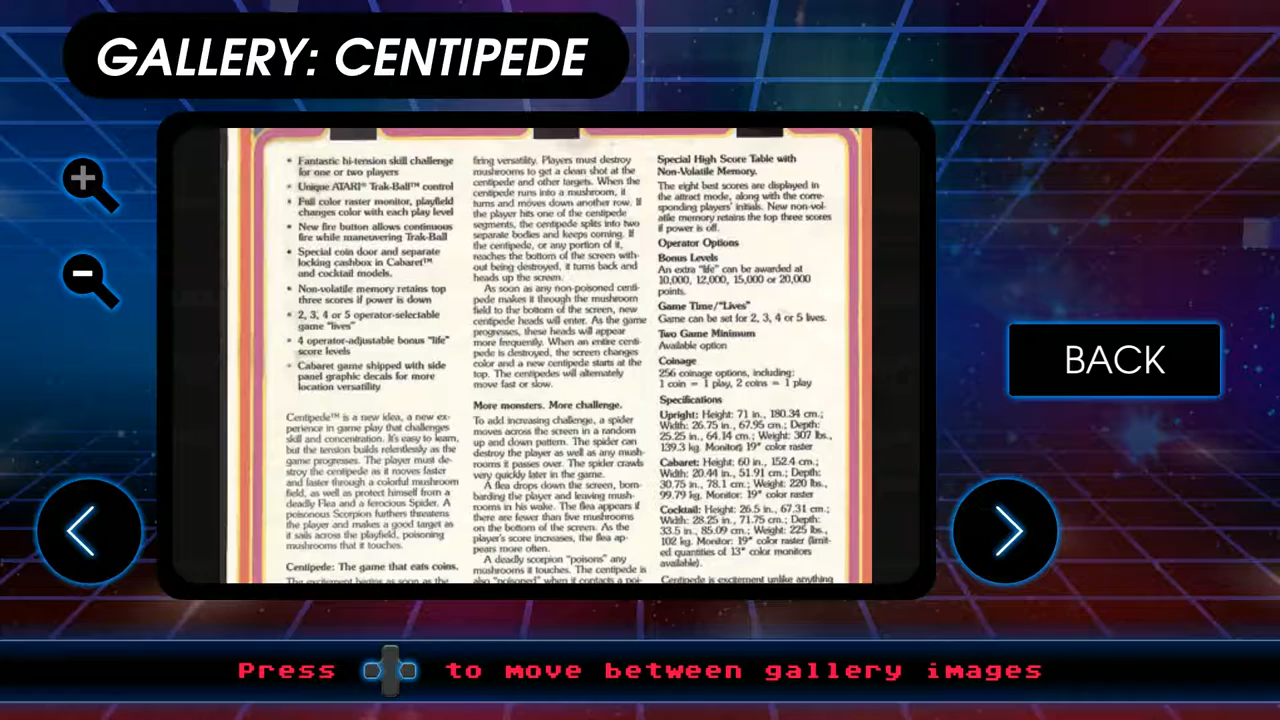 GALLERY: CENTIPEDE
• Fantastic hi-tension skill challenge
for one or two players
• Unique ATARI® Trak-Ball™ control
• Full color raster monitor, playfield
changes color with each play level
• New fire button allows continuous
fire while maneuvering Trak-Ball
• Special coin door and separate
locking cashbox in Cabaret™
and cocktail models.
• Non-volatile memory retains top
three scores if power is down
• 2, 3, 4 or 5 operator-selectable
game "lives"
• 4 operator-adjustable bonus "life"
score levels
• Cabaret game shipped with side
panel graphic decals for more
location versatility
Centipede™ is a new idea, a new ex-
perience in game play that challenges
skill and concentration. It's easy to learn,
but the tension builds relentlessly as the
game progresses. The player must de-
stroy the centipede as it moves faster
and faster through a colorful mushroom
field, as well as protect himself from a
deadly Flea and a ferocious Spider. A
poisonous Scorpion furthers threatens
the player and makes a good target as
it sails across the playfield, poisoning
mushrooms that it touches.
Centipede: The game that eats coins.
The excitement begins as soon as the
firing versatility. Players must destroy
mushrooms to get a clean shot at the
centipede and other targets. When the
centipede runs into a mushroom, it
turns and moves down another row. If
the player hits one of the centipede
segments, the centipede splits into two
separate bodies and keeps coming. If
the centipede, or any portion of it,
reaches the bottom of the screen with-
out being destroyed, it turns back and
heads up the screen.
As soon as any non-poisoned centi-
pede makes it through the mushroom
field to the bottom of the screen, new
centipede heads will enter. As the game
progresses, these heads will appear
more frequently. When an entire centi-
pede is destroyed, the screen changes
color and a new centipede starts at the
top. The centipedes will alternately
move fast or slow.
More monsters. More challenge.
To add increasing challenge, a spider
moves across the screen in a random
up and down pattern. The spider can
destroy the player as well as any mush-
rooms it passes over. The spider crawls
very quickly later in the game.
A flea drops down the screen, bom-
barding the player and leaving mush-
rooms in his wake. The flea appears if
there are fewer than five mushrooms
on the bottom of the screen. As the
player's score increases, the flea ap-
pears more often.
A deadly scorpion "poisons" any
mushrooms it touches. The centipede is
also "poisoned" when it contacts a poi-
Special High Score Table with
Non-Volatile Memory.
The eight best scores are displayed in
the attract mode, along with the corre-
sponding players' initials. New non-vol-
atile memory retains the top three scores
if power is off.
Operator Options
Bonus Levels
An extra "life" can be awarded at
10,000, 12,000, 15,000 or 20,000
points.
Game Time/"Lives"
Game can be set for 2, 3, 4 or 5 lives.
Two Game Minimum
Available option
Coinage
256 coinage options, including:
1 coin = 1 play, 2 coins = 1 play
Specifications
Upright: Height: 71 in., 180.34 cm.;
Width: 26.75 in., 67.95 cm.; Depth:
25.25 in., 64.14 cm.; Weight: 307 lbs.,
139.3 kg. Monitor: 19" color raster
Cabaret: Height: 60 in., 152.4 cm.;
Width: 20.44 in., 51.91 cm.; Depth:
30.75 in., 78.1 cm.; Weight: 220 lbs.,
99.79 kg. Monitor: 19" color raster
Cocktail: Height: 26.5 in., 67.31 cm.;
Width: 28.25 in., 71.75 cm.; Depth:
33.5 in., 85.09 cm.; Weight: 225 lbs.,
102 kg. Monitor: 19" color raster (limit-
ed quantities of 13" color monitors
available).
Centipede is excitement unlike anything
BACK
Press to move between gallery images